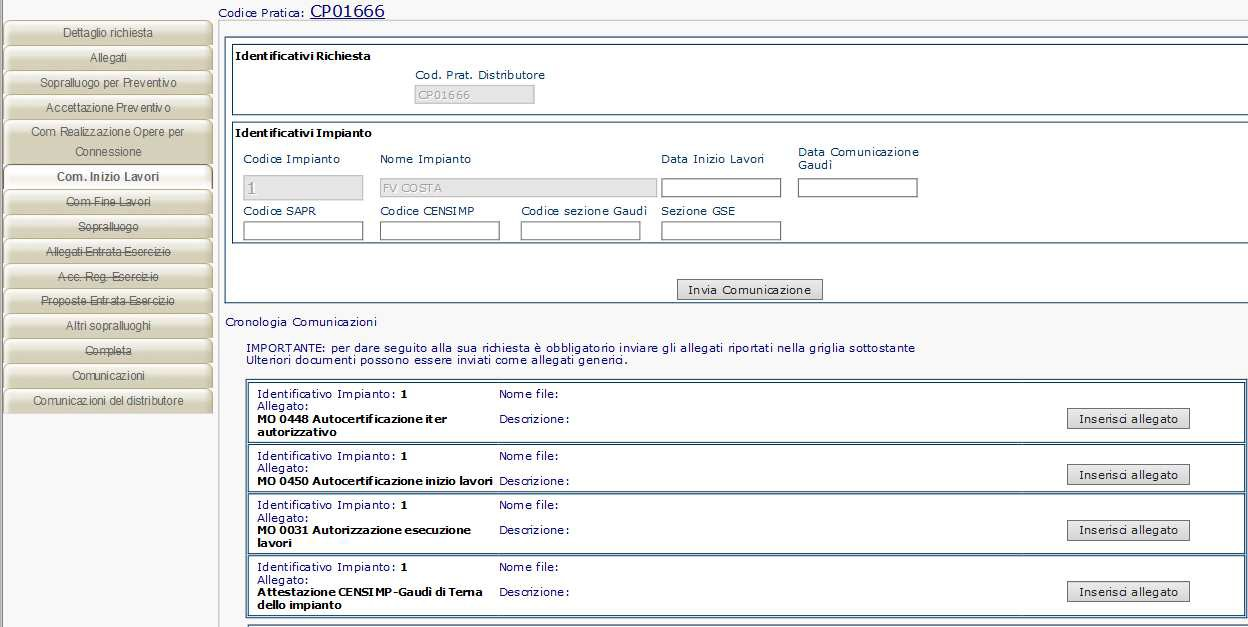 Codice Pratica: CP01666
Dettaglio richiesta
Allegati
Sopralluogo per Preventivo
Accettazione Preventivo
Com Realizzazione Opere per
Connessione
Com. Inizio Lavori
Com Fine Lavori
Sopralluogo
Allegati Entrata Esercizio
Acc. Reg. Esercizio
Proposte Entrata Esercizio
Altri sopralluoghi
Completa
Comunicazioni
Comunicazioni del distributore
Identificativi Richiesta
Cod. Prat. Distributore
CP01666
Identificativi Impianto
Codice Impianto
Nome Impianto
Data Inizio Lavori
Data Comunicazione
Gaudì
1
FV COSTA
Codice SAPR
Codice CENSIMP
Codice sezione Gaudì
Sezione GSE
Invia Comunicazione
Cronologia Comunicazioni
IMPORTANTE: per dare seguito alla sua richiesta è obbligatorio inviare gli allegati riportati nella griglia sottostante
Ulteriori documenti possono essere inviati come allegati generici.
Identificativo Impianto: 1
Allegato:
MO 0448 Autocertificazione iter
autorizzativo
Nome file:
Descrizione:
Inserisci allegato
Identificativo Impianto: 1
Allegato:
MO 0450 Autocertificazione inizio lavori
Nome file:
Descrizione:
Inserisci allegato
Identificativo Impianto: 1
Allegato:
MO 0031 Autorizzazione esecuzione
lavori
Nome file:
Descrizione:
Inserisci allegato
Identificativo Impianto: 1
Allegato:
Attestazione CENSIMP-Gaudì di Terna
dello impianto
Nome file:
Descrizione:
Inserisci allegato